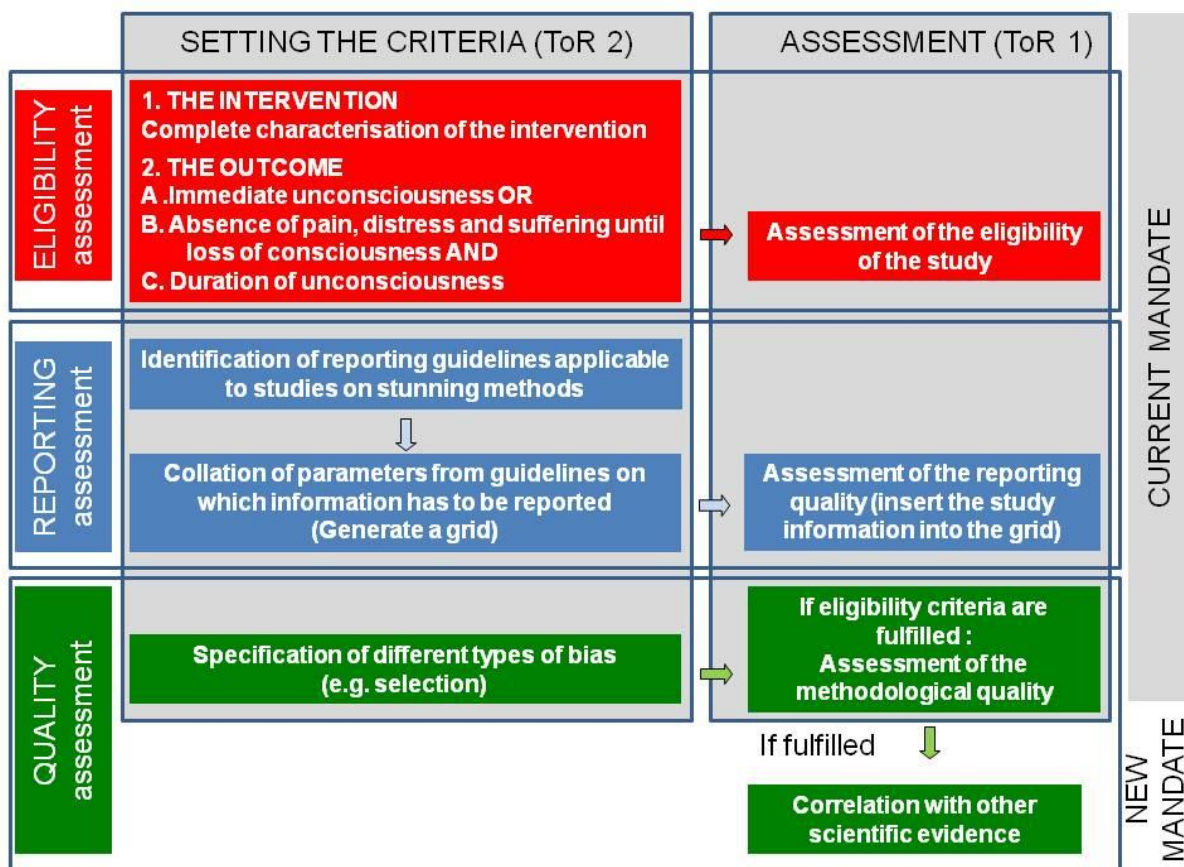 SETTING THE CRITERIA (ToR 2)
ASSESSMENT (ToR 1)
ELIGIBILITY
assessment
1. THE INTERVENTION
Complete characterisation of the intervention
2. THE OUTCOME
A .Immediate unconsciousness OR
B. Absence of pain, distress and suffering until
loss of consciousness AND
C. Duration of unconsciousness
Assessment of the eligibility
of the study
REPORTING
assessment
Identification of reporting guidelines applicable
to studies on stunning methods
Collation of parameters from guidelines on
which information has to be reported
(Generate a grid)
Assessment of the reporting
quality (insert the study
information into the grid)
QUALITY
assessment
Specification of different types of bias
(e.g. selection)
If eligibility criteria are
fulfilled :
Assessment of the
methodological quality
If fulfilled
Correlation with other
scientific evidence
CURRENT MANDATE
NEW
MANDATE